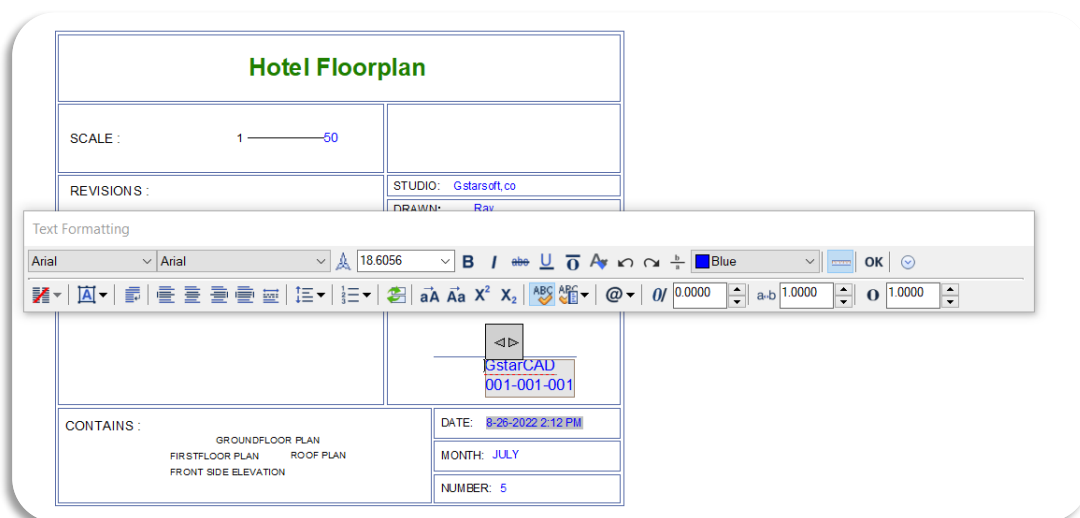 Hotel Floorplan
SCALE : 1 50
REVISIONS :
STUDIO: Gstarsoft,co
DRAWN: Ray
Text Formatting
Arial Arial 18.6056 B I abc U O A b a Blue OK
A aA Aa X² X₂ ABC ABC @ 0/ 0.0000 a-b 1.0000 O 1.0000
GstarCAD
001-001-001
CONTAINS :
GROUNDFLOOR PLAN
FIRSTFLOOR PLAN ROOF PLAN
FRONT SIDE ELEVATION
DATE: 8-26-2022 2:12 PM
MONTH: JULY
NUMBER: 5